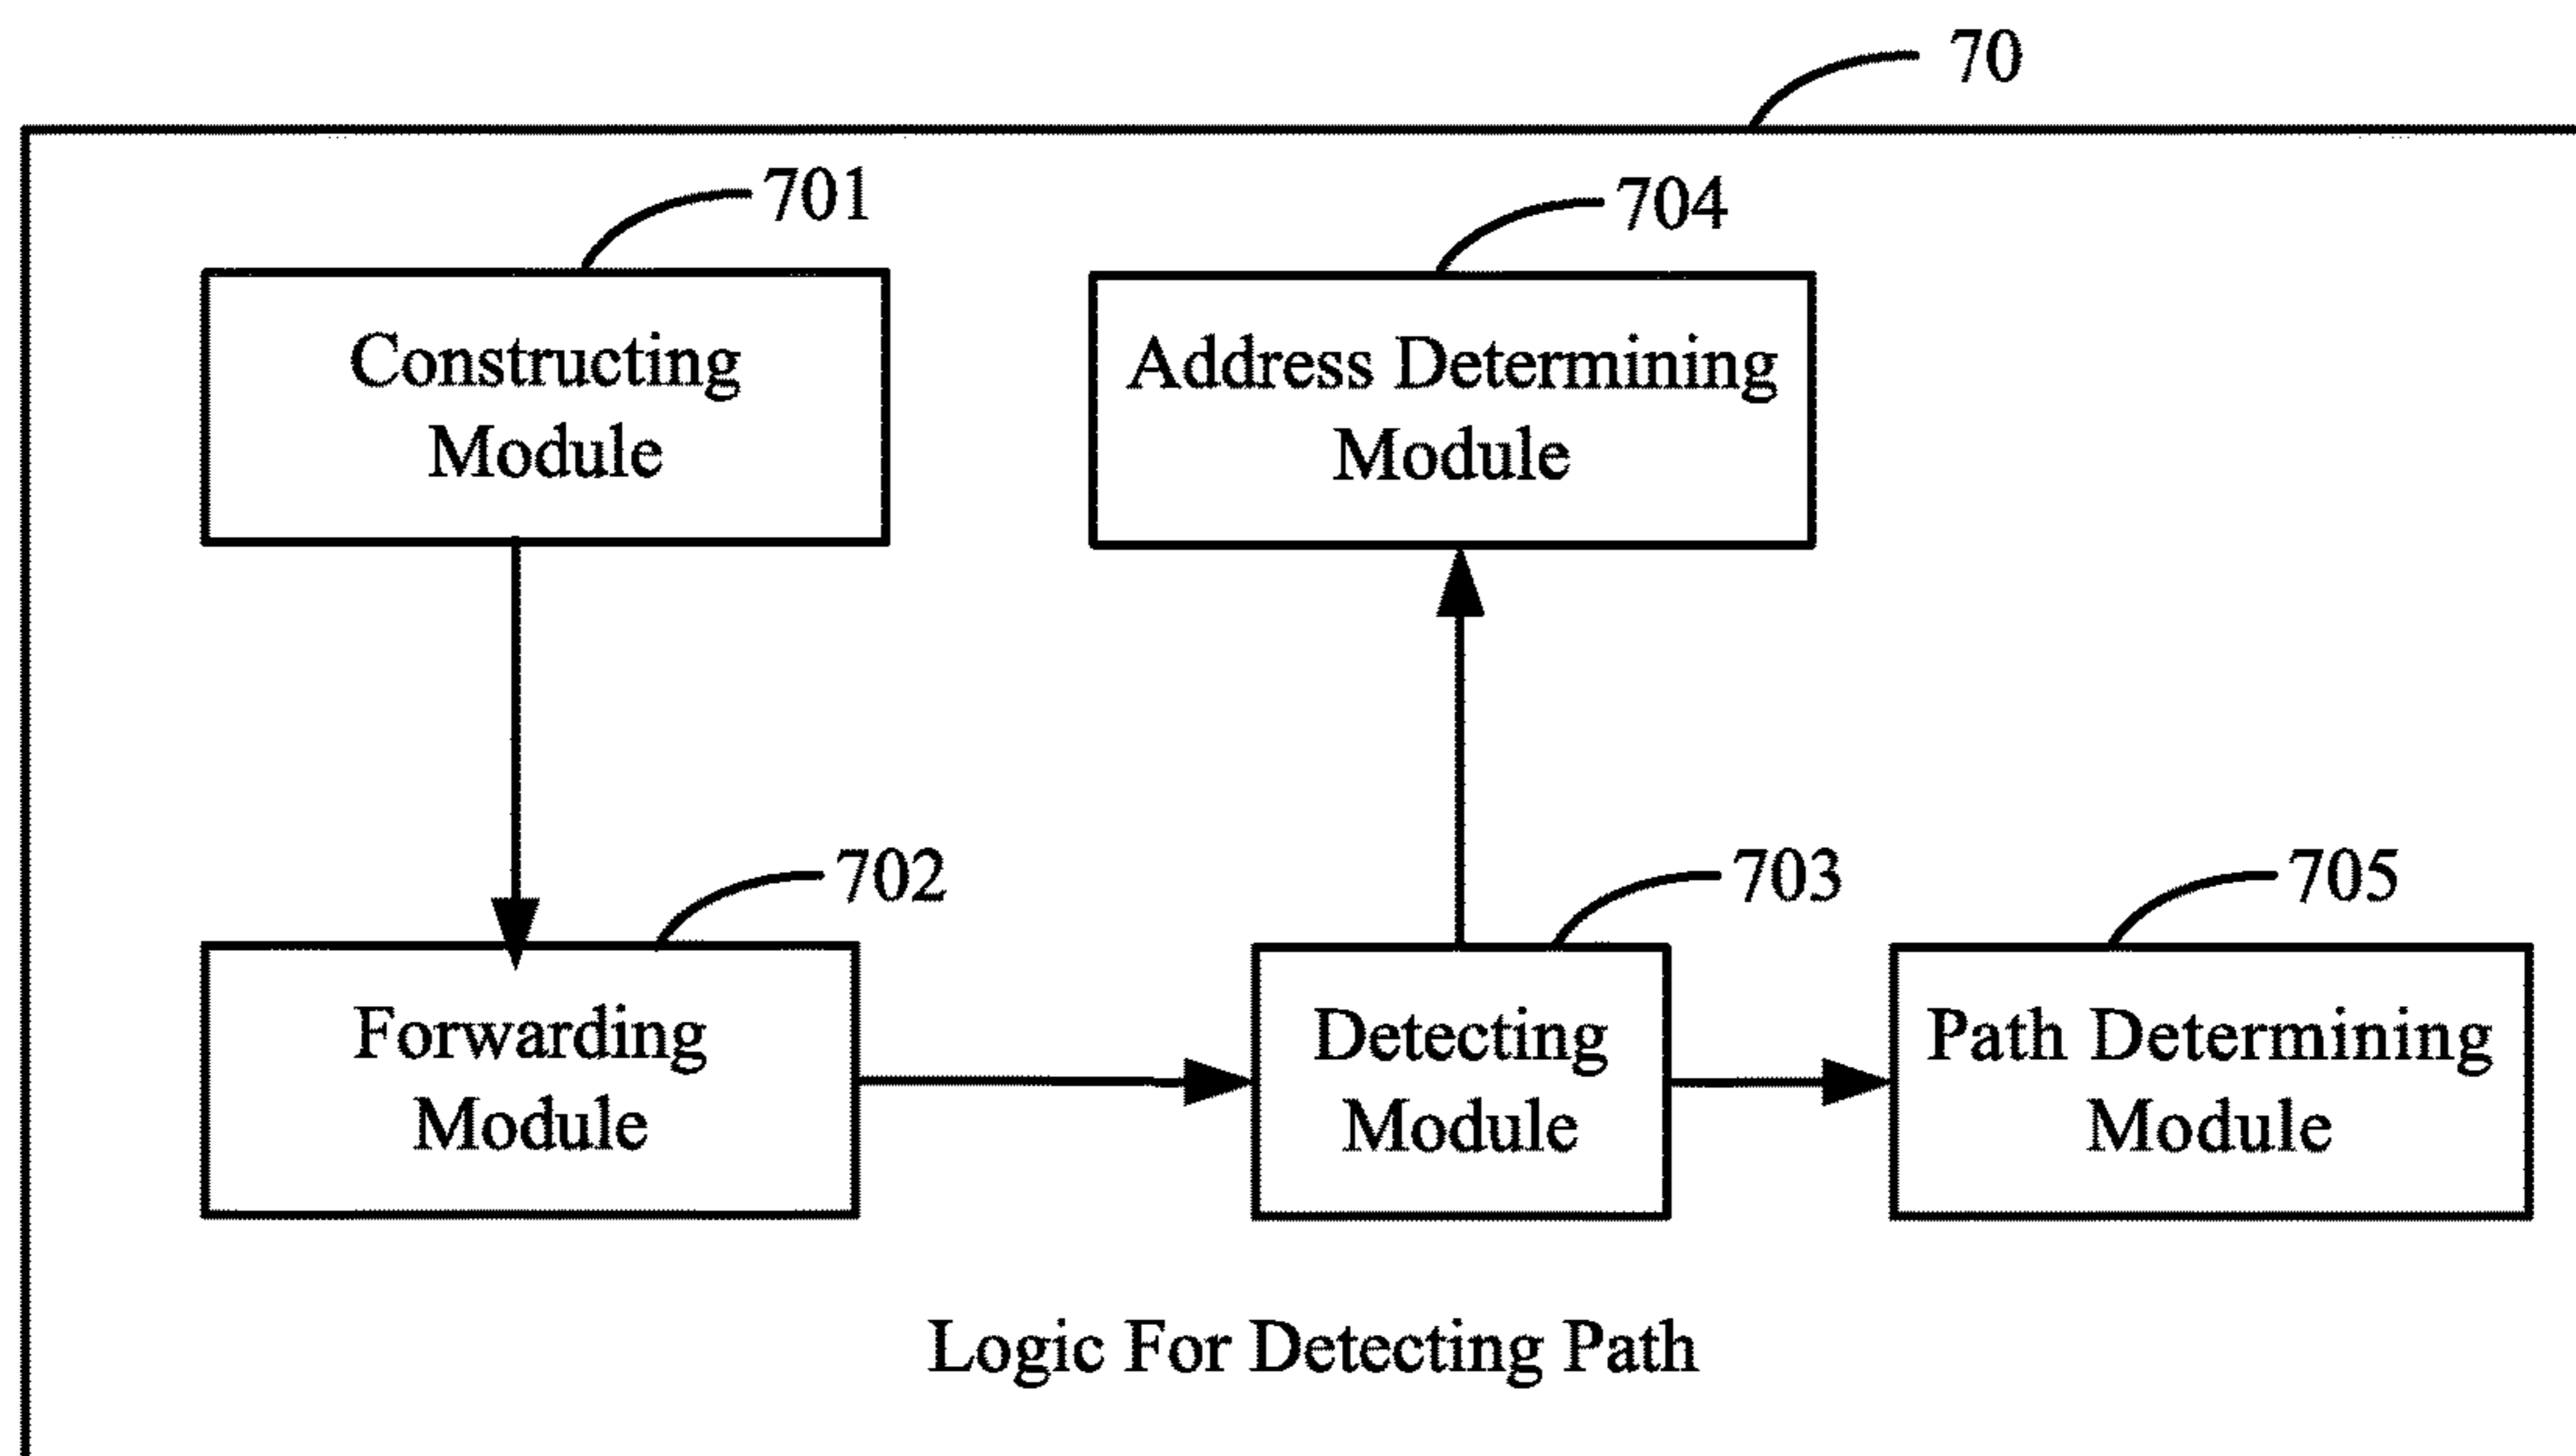 70
701
704
Constructing
Module
Address Determining
Module
702
703
705
Forwarding
Module
Detecting
Module
Path Determining
Module
Logic For Detecting Path